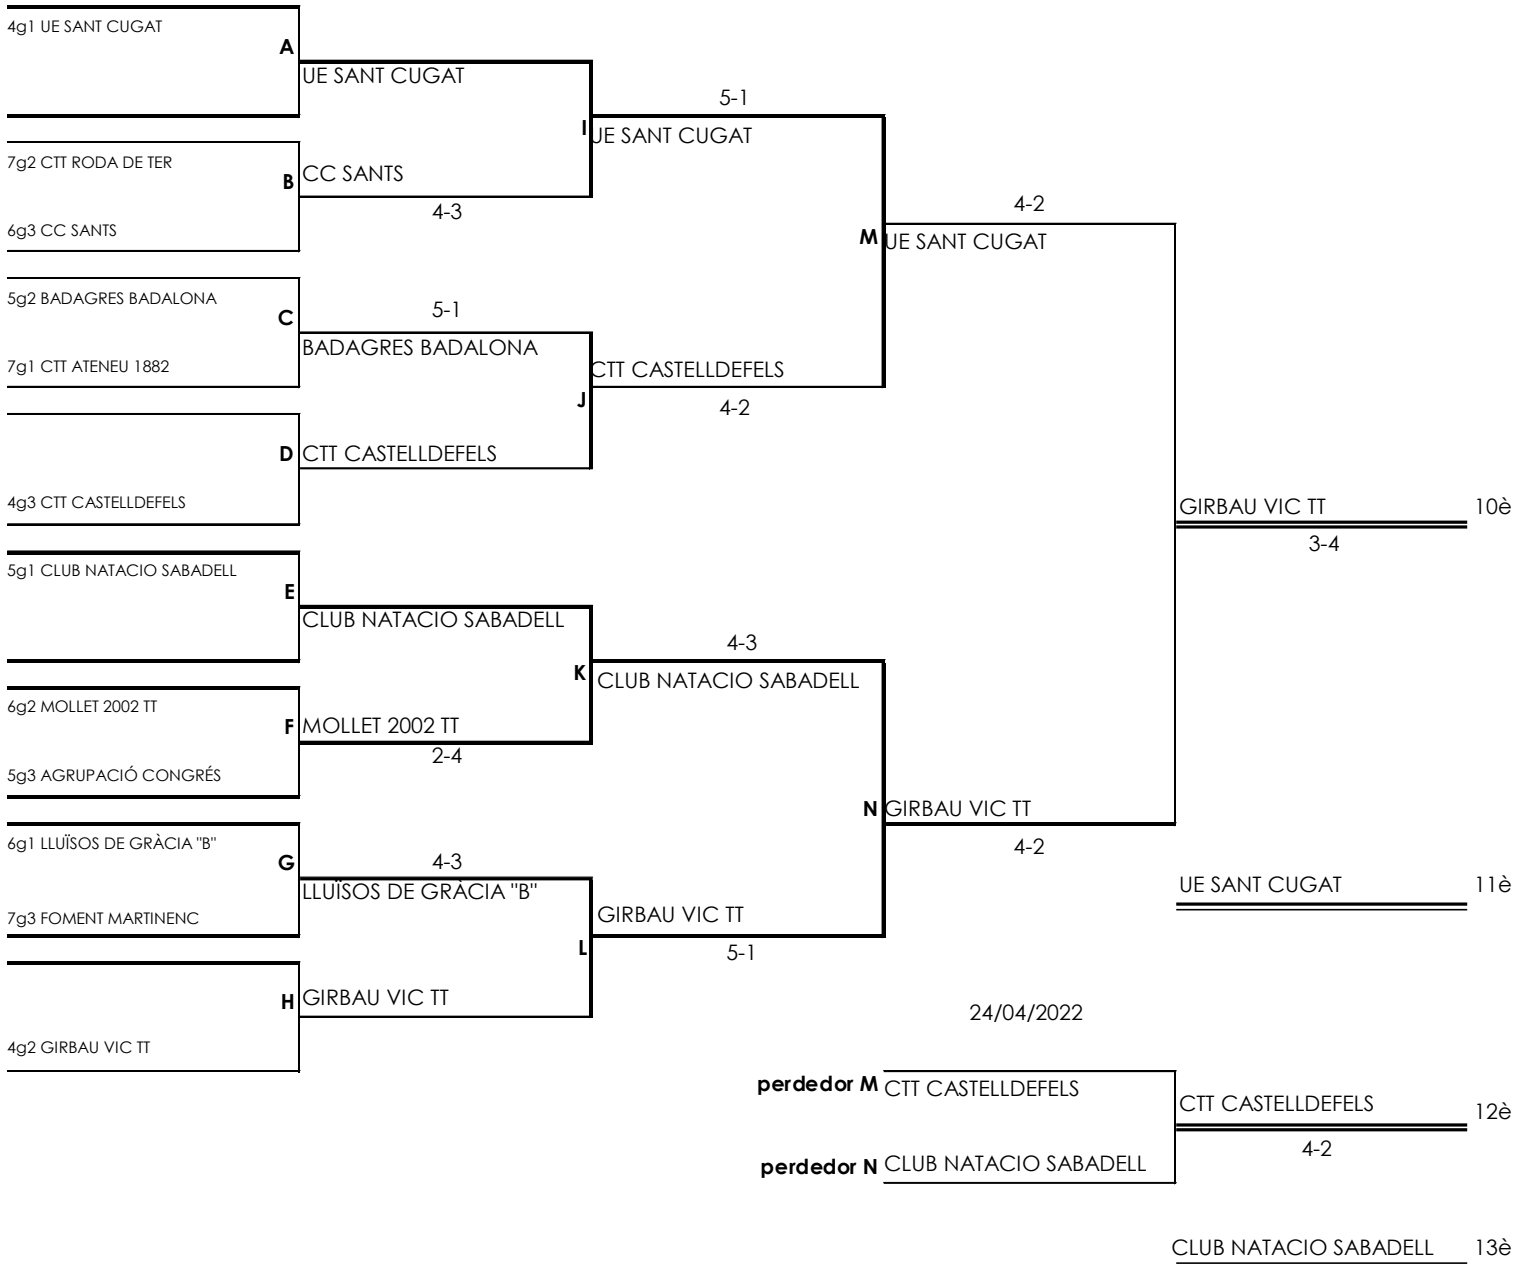 4g1 UE SANT CUGAT
A
UE SANT CUGAT
5-1
I
UE SANT CUGAT
7g2 CTT RODA DE TER
B
CC SANTS
4-3
6g3 CC SANTS
4-2
M
UE SANT CUGAT
5g2 BADAGRES BADALONA
C
5-1
BADAGRES BADALONA
7g1 CTT ATENEU 1882
CTT CASTELLDEFELS
J
4-2
D
CTT CASTELLDEFELS
4g3 CTT CASTELLDEFELS
GIRBAU VIC TT
10è
3-4
5g1 CLUB NATACIO SABADELL
E
CLUB NATACIO SABADELL
4-3
K
CLUB NATACIO SABADELL
6g2 MOLLET 2002 TT
F
MOLLET 2002 TT
2-4
5g3 AGRUPACIÓ CONGRÉS
N
GIRBAU VIC TT
4-2
6g1 LLUÏSOS DE GRÀCIA "B"
G
4-3
LLUÏSOS DE GRÀCIA "B"
UE SANT CUGAT
11è
7g3 FOMENT MARTINENC
GIRBAU VIC TT
L
5-1
H
GIRBAU VIC TT
24/04/2022
4g2 GIRBAU VIC TT
perdedor M
CTT CASTELLDEFELS
CTT CASTELLDEFELS
12è
4-2
perdedor N
CLUB NATACIO SABADELL
CLUB NATACIO SABADELL
13è